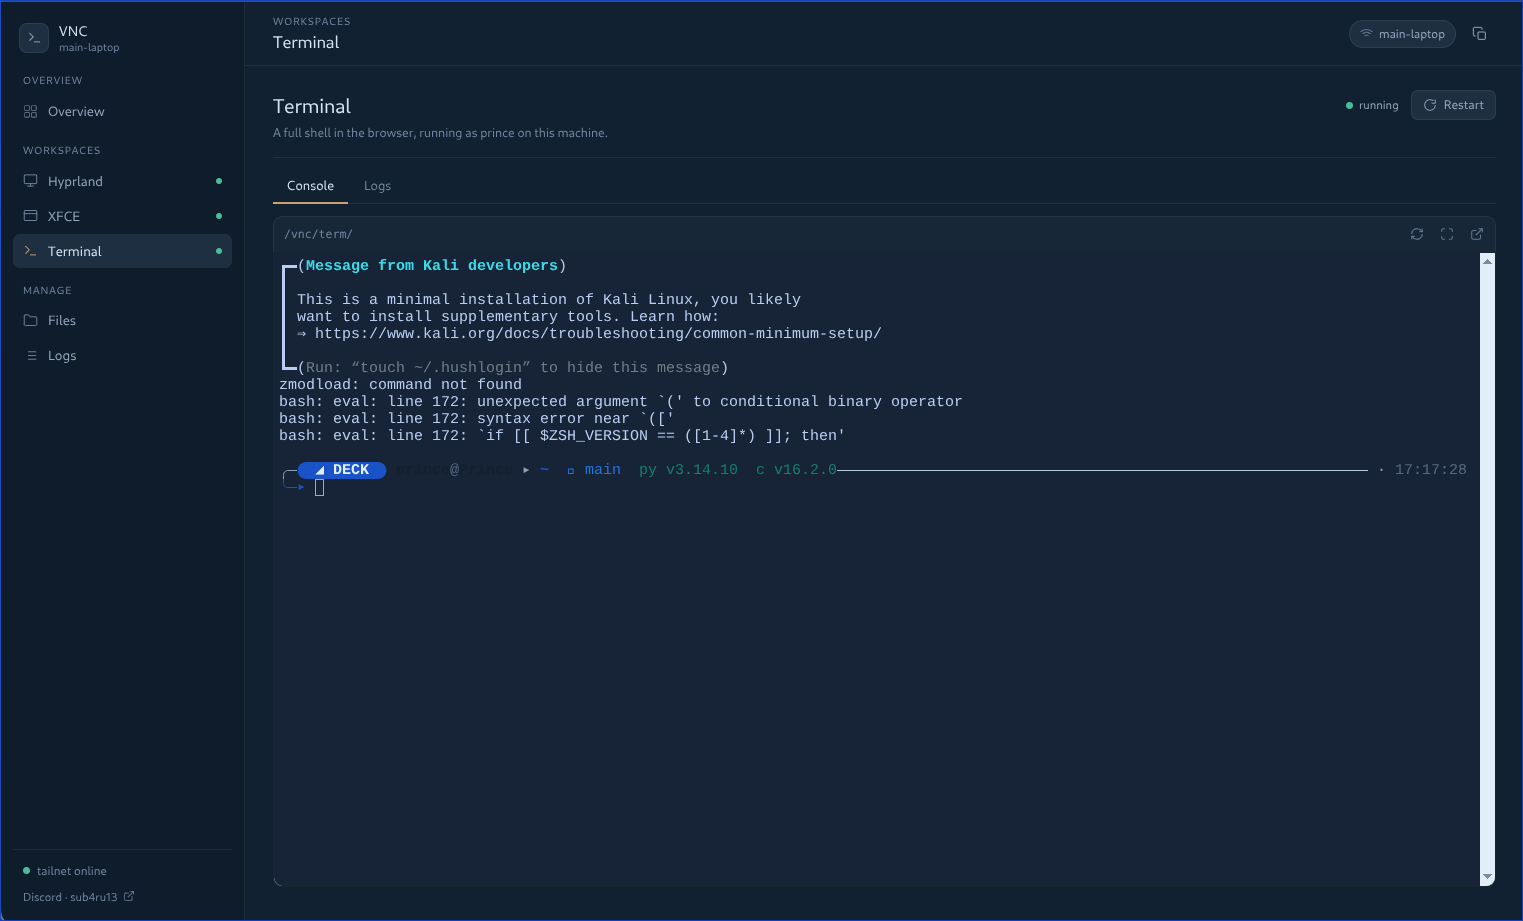 VNC
main-laptop
OVERVIEW
Overview
WORKSPACES
Hyprland
XFCE
Terminal
MANAGE
Files
Logs
tailnet online
Discord · sub4ru13
WORKSPACES
Terminal
main-laptop
Terminal
A full shell in the browser, running as prince on this machine.
running
Restart
Console
Logs
/vnc/term/
(Message from Kali developers)
This is a minimal installation of Kali Linux, you likely
want to install supplementary tools. Learn how:
⇒ https://www.kali.org/docs/troubleshooting/common-minimum-setup/
(Run: “touch ~/.hushlogin” to hide this message)
zmodload: command not found
bash: eval: line 172: unexpected argument `(' to conditional binary operator
bash: eval: line 172: syntax error near `(['
bash: eval: line 172: `if [[ $ZSH_VERSION == ([1-4]*) ]]; then'
◢ DECK prince@Prince ▸ ~ main py v3.14.10 c v16.2.0 · 17:17:28